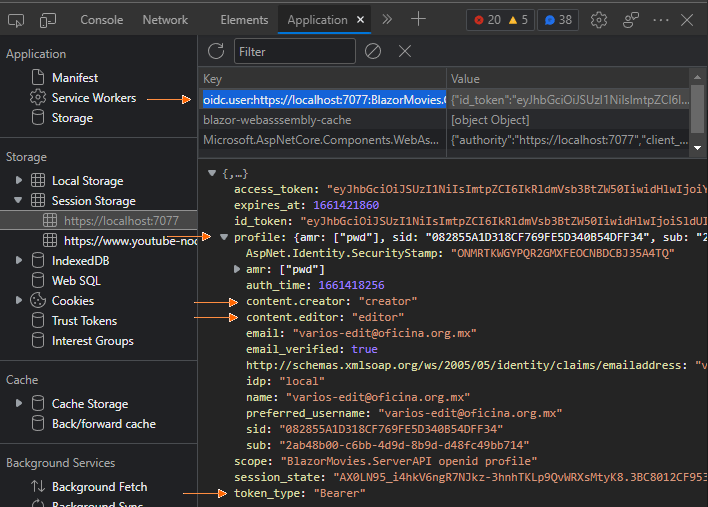 Console
Network
Elements
Application
20
5
38
Application
Manifest
Service Workers
Storage
Storage
Local Storage
Session Storage
https://localhost:7077
https://www.youtube-noc
IndexedDB
Web SQL
Cookies
Trust Tokens
Interest Groups
Cache
Cache Storage
Back/forward cache
Background Services
Background Fetch
Background Sync
Filter
Key Value
oidc.user:https://localhost:7077:BlazorMovies. {"id_token":"eyJhbGciOiJSUzI1NiIsImtpZCI6I
blazor-webasssembly-cache [object Object]
Microsoft.AspNetCore.Components.WebAs... {"authority":"https://localhost:7077","client_...
{,…}
access_token: "eyJhbGciOiJSUzI1NiIsImtpZCI6IkRldmVsb3BtZW50IiwidHlwIjoiY
expires_at: 1661421860
id_token: "eyJhbGciOiJSUzI1NiIsImtpZCI6IkRldmVsb3BtZW50IiwidHlwIjoiSldUI
profile: {amr: ["pwd"], sid: "082855A1D318CF769FE5D340B54DFF34", sub: "2
AspNet.Identity.SecurityStamp: "ONMRTKWGYPQR2GMXFEOCNBDCBJ35A4TQ"
amr: ["pwd"]
auth_time: 1661418256
content.creator: "creator"
content.editor: "editor"
email: "varios-edit@oficina.org.mx"
email_verified: true
http://schemas.xmlsoap.org/ws/2005/05/identity/claims/emailaddress: "v
idp: "local"
name: "varios-edit@oficina.org.mx"
preferred_username: "varios-edit@oficina.org.mx"
sid: "082855A1D318CF769FE5D340B54DFF34"
sub: "2ab48b00-c6bb-4d9d-8b9d-d48fc49bb714"
scope: "BlazorMovies.ServerAPI openid profile"
session_state: "AX0LN95_i4hkV6ngR7NJkz-3hnhTKLp9QvWRXsMtyK8.3BC8012CF953
token_type: "Bearer"